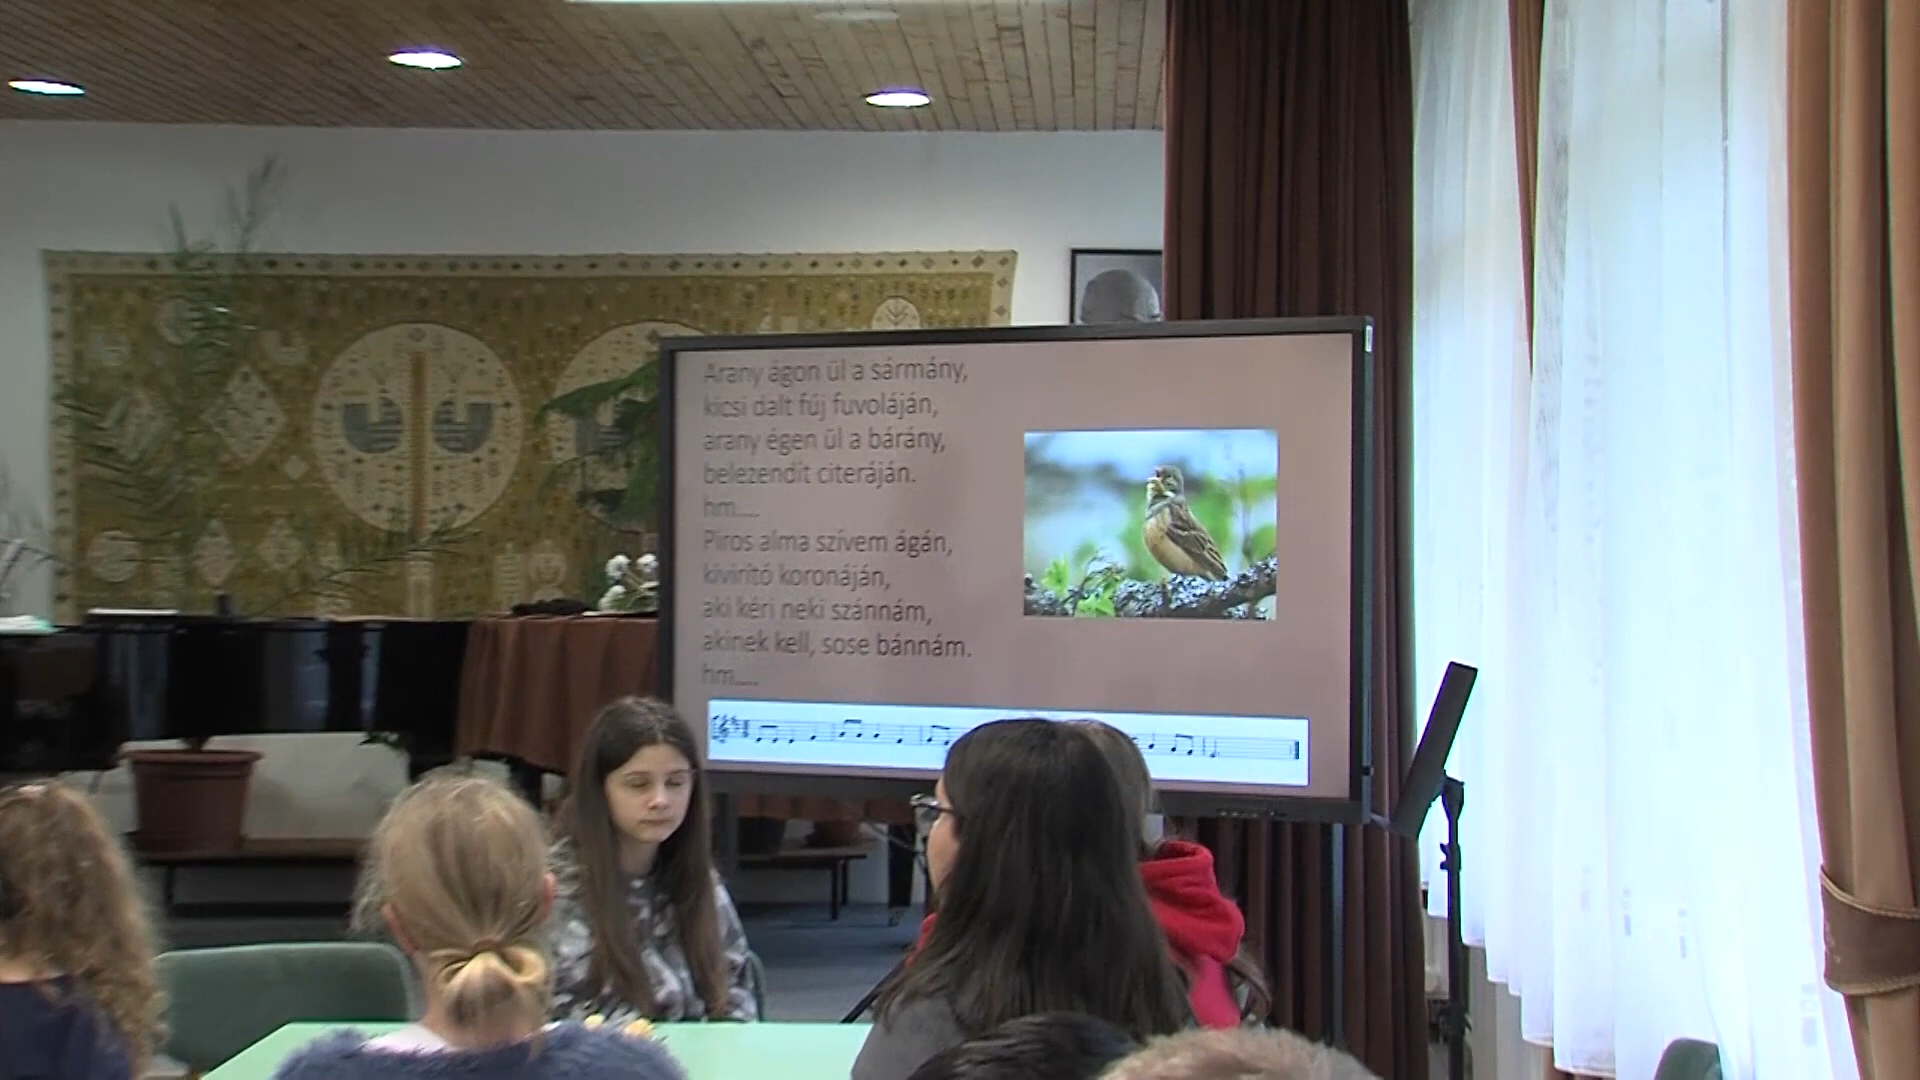 Arany ágon ül a sármány,
kicsi dalt fúj fuvoláján,
arany égen ül a bárány,
belezendít citeráján.
hm....
Piros alma szívem ágán,
kivirító koronáján,
aki kéri neki szánnám,
akinek kell, sose bánnám.
hm....